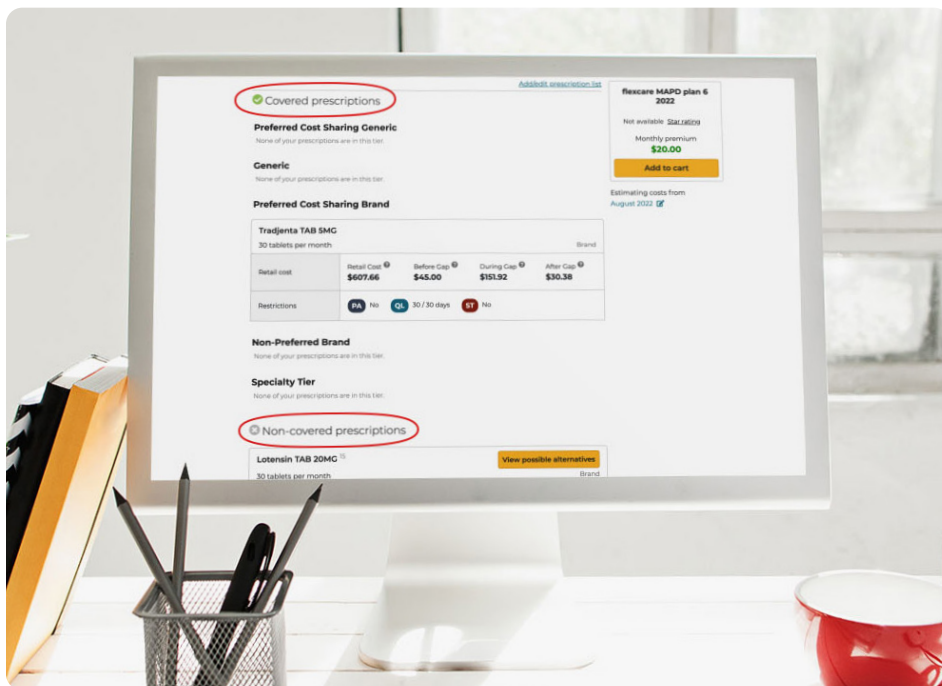 Add/edit prescription list
Covered prescriptions
Preferred Cost Sharing Generic
None of your prescriptions are in this tier.
Generic
None of your prescriptions are in this tier.
Preferred Cost Sharing Brand
Tradjenta TAB 5MG
30 tablets per month Brand
Retail cost
Retail Cost Before Gap During Gap After Gap
$607.66 $45.00 $151.92 $30.38
Restrictions PA No QL 30 / 30 days ST No
Non-Preferred Brand
None of your prescriptions are in this tier.
Specialty Tier
None of your prescriptions are in this tier.
Non-covered prescriptions
Lotensin TAB 20MG View possible alternatives
30 tablets per month Brand
flexcare MAPD plan 6
2022
Not available Star rating
Monthly premium
$20.00
Add to cart
Estimating costs from
August 2022